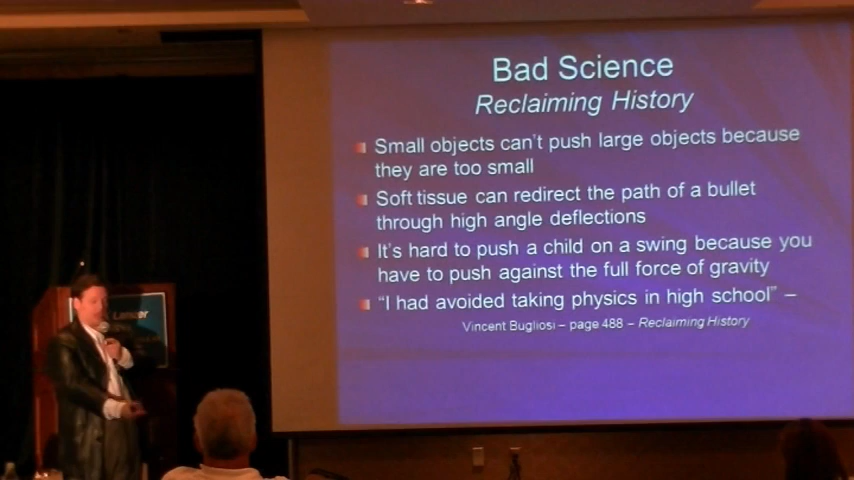 Bad Science
Reclaiming History
Small objects can't push large objects because
they are too small
Soft tissue can redirect the path of a bullet
through high angle deflections
It's hard to push a child on a swing because you
have to push against the full force of gravity
"I had avoided taking physics in high school" –
Vincent Bugliosi – page 488 – Reclaiming History
Lancer